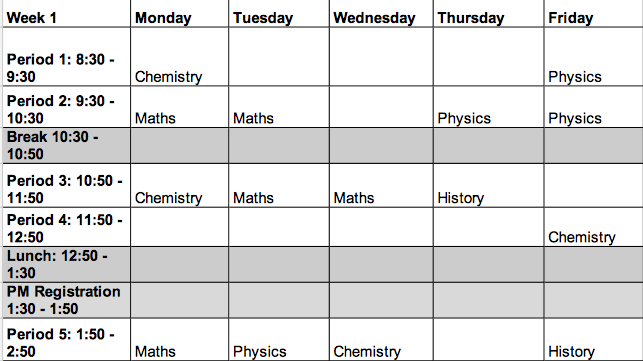 Week 1 Monday Tuesday Wednesday Thursday Friday
Period 1: 8:30 -
9:30 Chemistry Physics
Period 2: 9:30 -
10:30 Maths Maths Physics Physics
Break 10:30 -
10:50
Period 3: 10:50 -
11:50 Chemistry Maths Maths History
Period 4: 11:50 -
12:50 Chemistry
Lunch: 12:50 -
1:30
PM Registration
1:30 - 1:50
Period 5: 1:50 -
2:50 Maths Physics Chemistry History